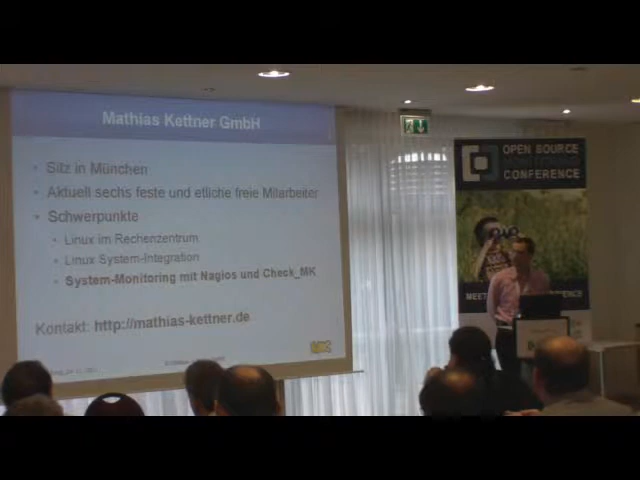 Mathias Kettner GmbH
Sitz in München
Aktuell sechs feste und etliche freie Mitarbeiter
Schwerpunkte
Linux im Rechenzentrum
Linux System-Integration
System-Monitoring mit Nagios und Check_MK
Kontakt: http://mathias-kettner.de
OPEN SOURCE
MONITORING
CONFERENCE